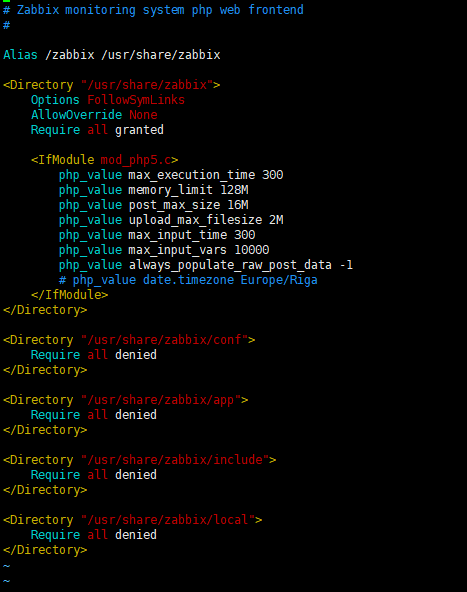 # Zabbix monitoring system php web frontend
#
Alias /zabbix /usr/share/zabbix
<Directory "/usr/share/zabbix">
    Options FollowSymLinks
    AllowOverride None
    Require all granted
    <IfModule mod_php5.c>
        php_value max_execution_time 300
        php_value memory_limit 128M
        php_value post_max_size 16M
        php_value upload_max_filesize 2M
        php_value max_input_time 300
        php_value max_input_vars 10000
        php_value always_populate_raw_post_data -1
        # php_value date.timezone Europe/Riga
    </IfModule>
</Directory>
<Directory "/usr/share/zabbix/conf">
    Require all denied
</Directory>
<Directory "/usr/share/zabbix/app">
    Require all denied
</Directory>
<Directory "/usr/share/zabbix/include">
    Require all denied
</Directory>
<Directory "/usr/share/zabbix/local">
    Require all denied
</Directory>
~
~